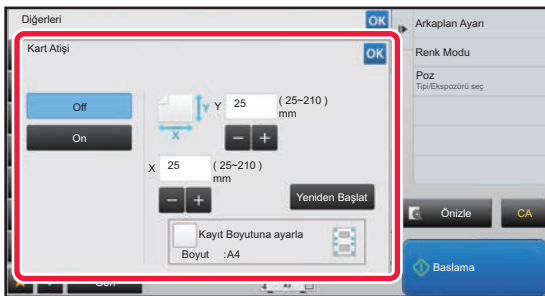 Diğerleri
OK
Arkaplan Ayarı
Kart Atişi
OK
Renk Modu
Poz
Tipi/Ekspozürü seç
Off
Y 25 ( 25~210 )
mm
Y
X
On
- +
X 25 ( 25~210 )
mm
- +
Yeniden Başlat
Önizle
CA
Kayıt Boyutuna ayarla
Boyut :A4
Baslama